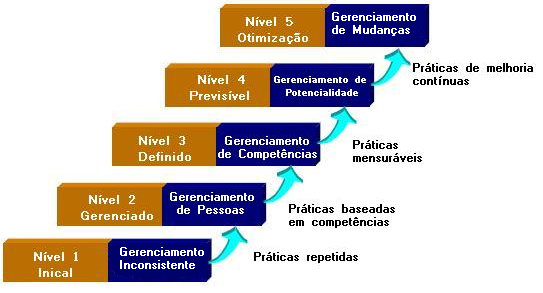 Nível 5
Otimização
Gerenciamento
de Mudanças
Práticas de melhoria
contínuas
Nível 4
Previsível
Gerenciamento de
Potencialidade
Práticas
mensuráveis
Nível 3
Definido
Gerenciamento
de Competências
Práticas baseadas
em competências
Nível 2
Gerenciado
Gerenciamento
de Pessoas
Práticas repetidas
Nível 1
Inical
Gerenciamento
Inconsistente